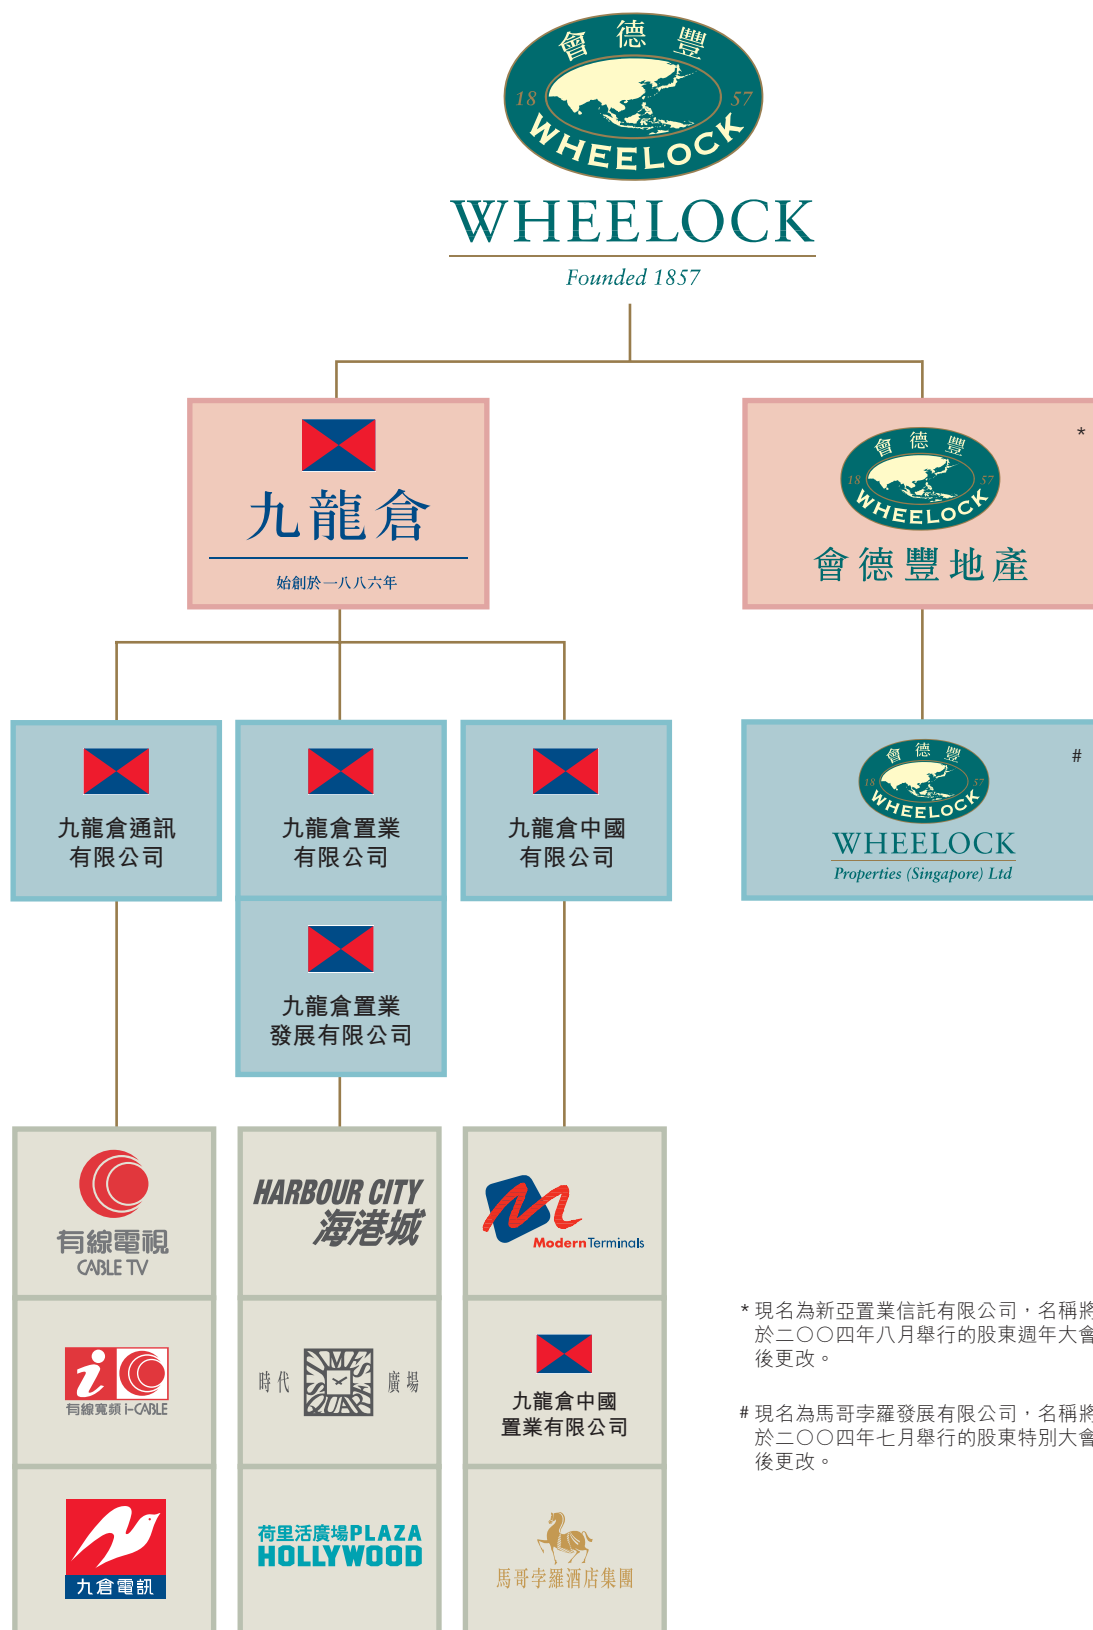 會德豐
18 57
WHEELOCK
WHEELOCK
Founded 1857
九龍倉
始創於一八八六年
*
會德豐
18 57
WHEELOCK
會德豐地產
九龍倉通訊
有限公司
九龍倉置業
有限公司
九龍倉中國
有限公司
#
會德豐
18 57
WHEELOCK
WHEELOCK
Properties (Singapore) Ltd
九龍倉置業
發展有限公司
有線電視
CABLE TV
HARBOUR CITY
海港城
ModernTerminals
i
有線寬頻 i-CABLE
時代 TIMES SQUARE 廣場
九龍倉中國
置業有限公司
九倉電訊
荷里活廣場PLAZA
HOLLYWOOD
馬哥孛羅酒店集團
* 現名為新亞置業信託有限公司，名稱將
於二〇〇四年八月舉行的股東週年大會
後更改。
# 現名為馬哥孛羅發展有限公司，名稱將
於二〇〇四年七月舉行的股東特別大會
後更改。